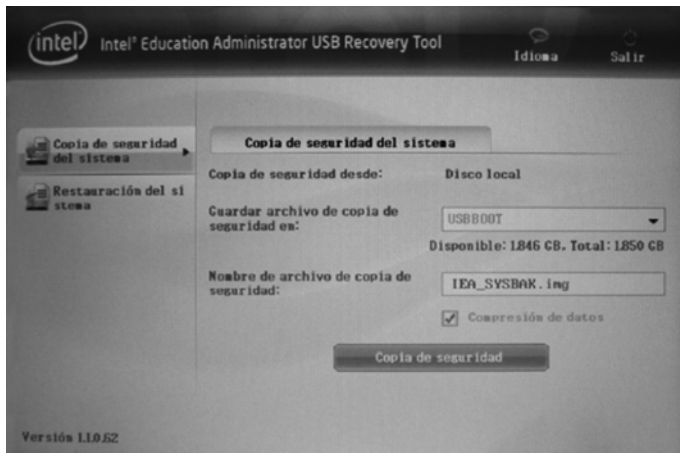 intel Intel® Education Administrator USB Recovery Tool
Idioma
Salir
Copia de seguridad
del sistema
Restauración del si
stema
Copia de seguridad del sistema
Copia de seguridad desde:
Disco local
Guardar archivo de copia de
seguridad en:
USBBOOT
Disponible: 1.846 GB, Total: 1.850 GB
Nombre de archivo de copia de
seguridad:
IEA_SYSBAK.img
Compresión de datos
Copia de seguridad
Versión 1.1.0.62